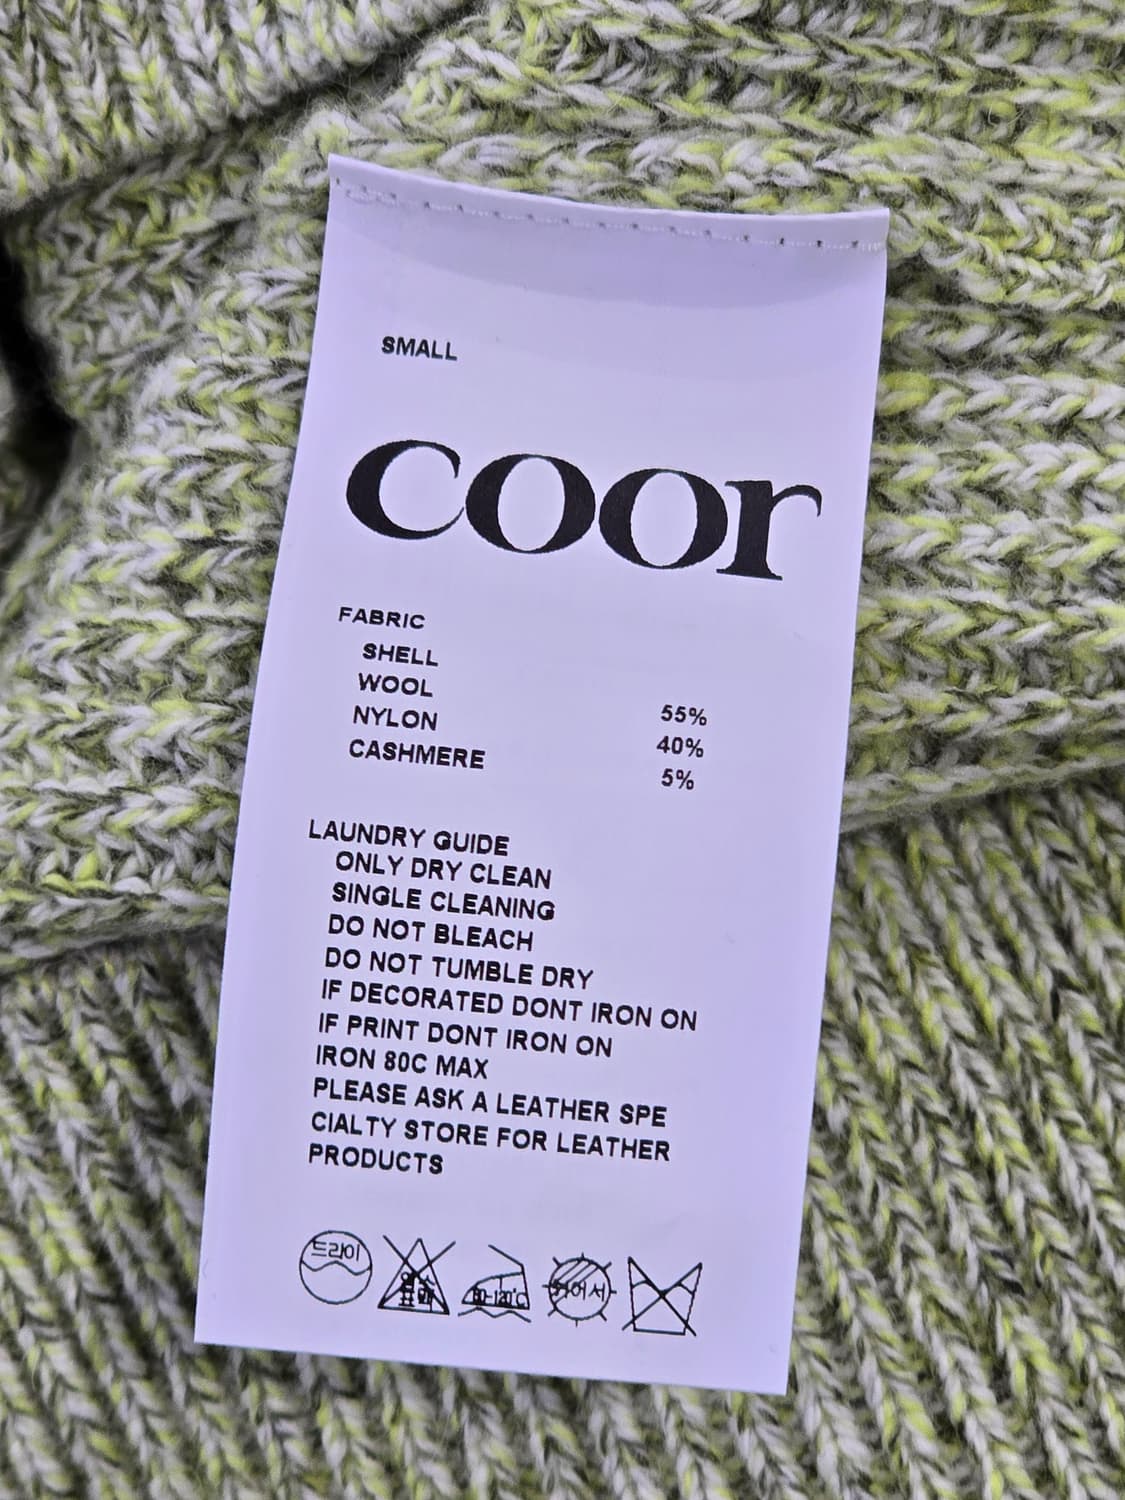 SMALL
coor
FABRIC
SHELL
WOOL 55%
NYLON 40%
CASHMERE 5%
LAUNDRY GUIDE
ONLY DRY CLEAN
SINGLE CLEANING
DO NOT BLEACH
DO NOT TUMBLE DRY
IF DECORATED DONT IRON ON
IF PRINT DONT IRON ON
IRON 80C MAX
PLEASE ASK A LEATHER SPE
CIALTY STORE FOR LEATHER
PRODUCTS
드라이 80-120°C